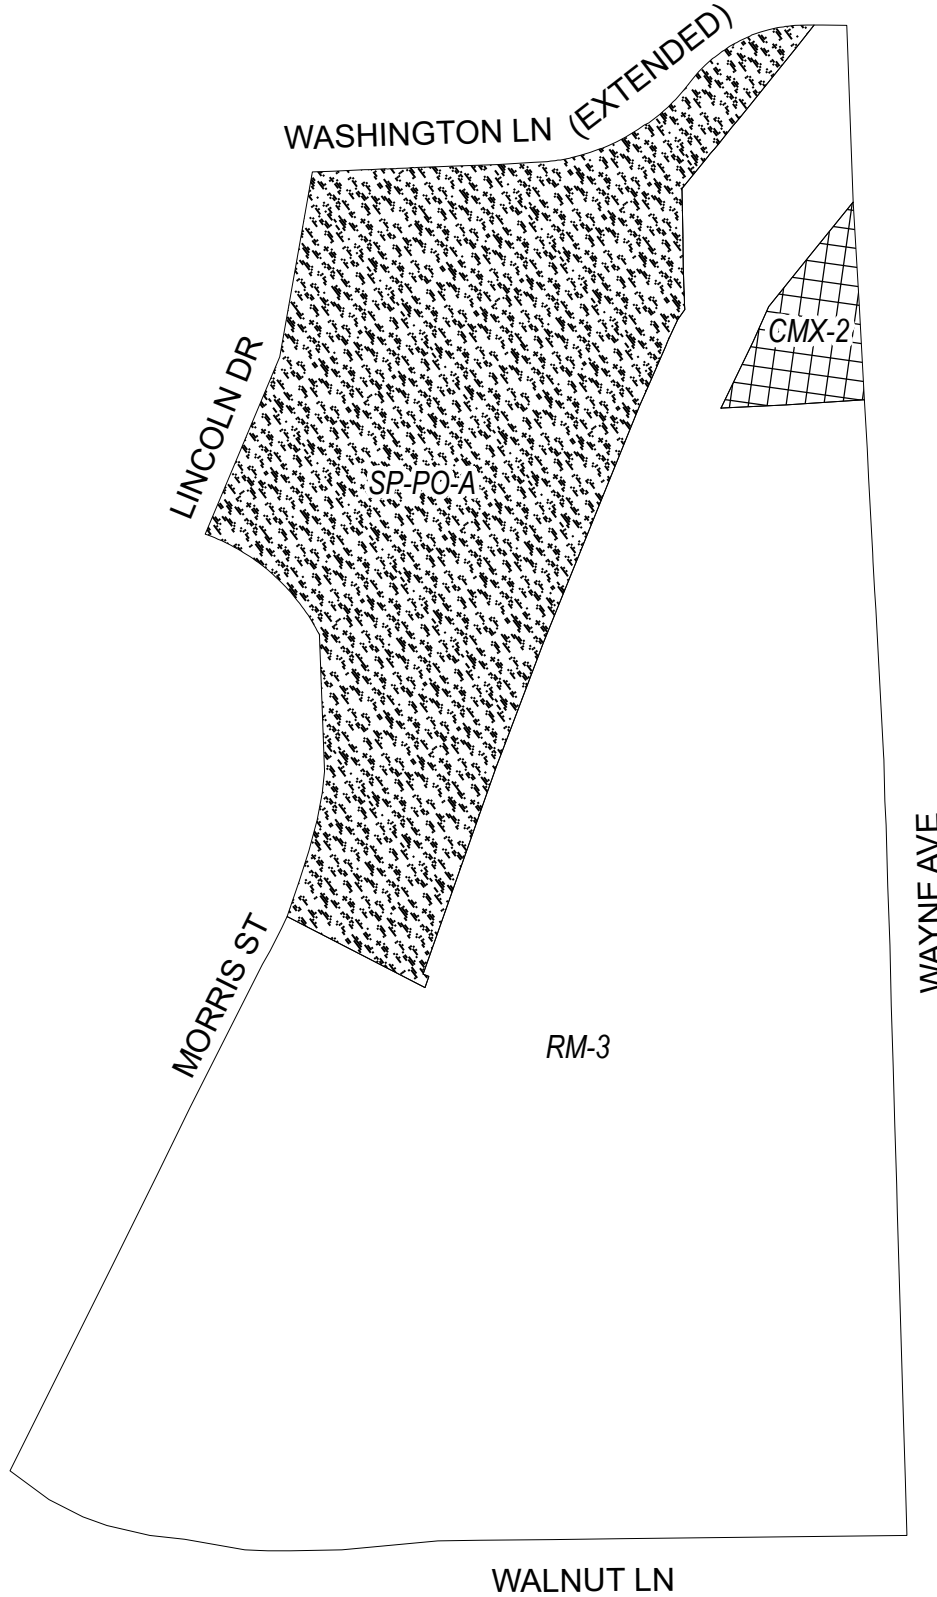 WASHINGTON LN (EXTENDED)
CMX-2
LINCOLN DR
SP-PO-A
WAYNE AVE
MORRIS ST
RM-3
WALNUT LN